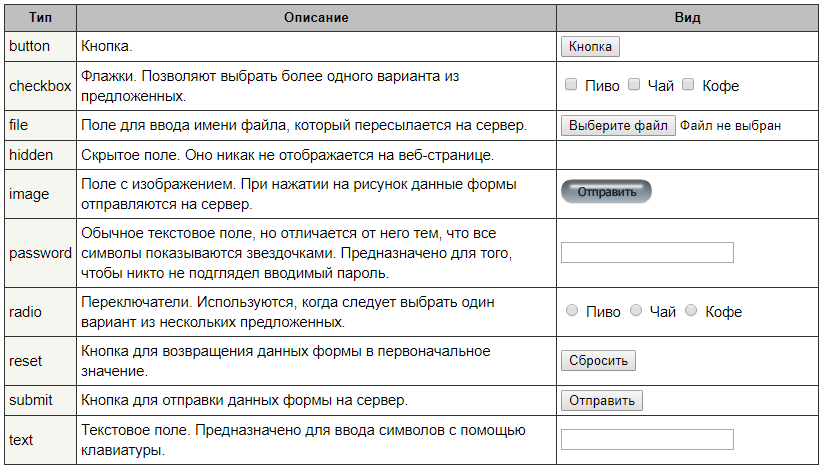 Тип Описание Вид
button Кнопка. Кнопка
checkbox Флажки. Позволяют выбрать более одного варианта из
предложенных. Пиво Чай Кофе
file Поле для ввода имени файла, который пересылается на сервер. Выберите файл Файл не выбран
hidden Скрытое поле. Оно никак не отображается на веб-странице.
image Поле с изображением. При нажатии на рисунок данные формы
отправляются на сервер. Отправить
password Обычное текстовое поле, но отличается от него тем, что все
символы показываются звездочками. Предназначено для того,
чтобы никто не подглядел вводимый пароль.
radio Переключатели. Используются, когда следует выбрать один
вариант из нескольких предложенных. Пиво Чай Кофе
reset Кнопка для возвращения данных формы в первоначальное
значение. Сбросить
submit Кнопка для отправки данных формы на сервер. Отправить
text Текстовое поле. Предназначено для ввода символов с помощью
клавиатуры.